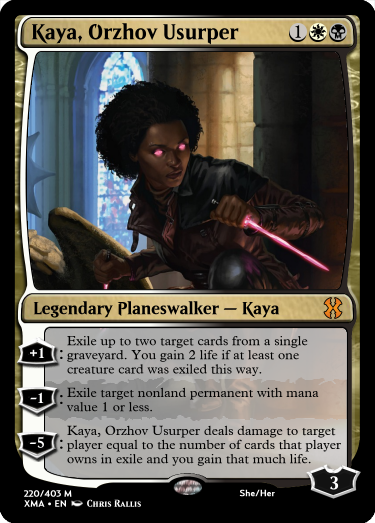 Kaya, Orzhov Usurper 1
Legendary Planeswalker — Kaya
+1 : Exile up to two target cards from a single
graveyard. You gain 2 life if at least one
creature card was exiled this way.
-1 : Exile target nonland permanent with mana
value 1 or less.
-5 : Kaya, Orzhov Usurper deals damage to target
player equal to the number of cards that player
owns in exile and you gain that much life.
3
220/403 M She/Her
XMA • EN Chris Rallis